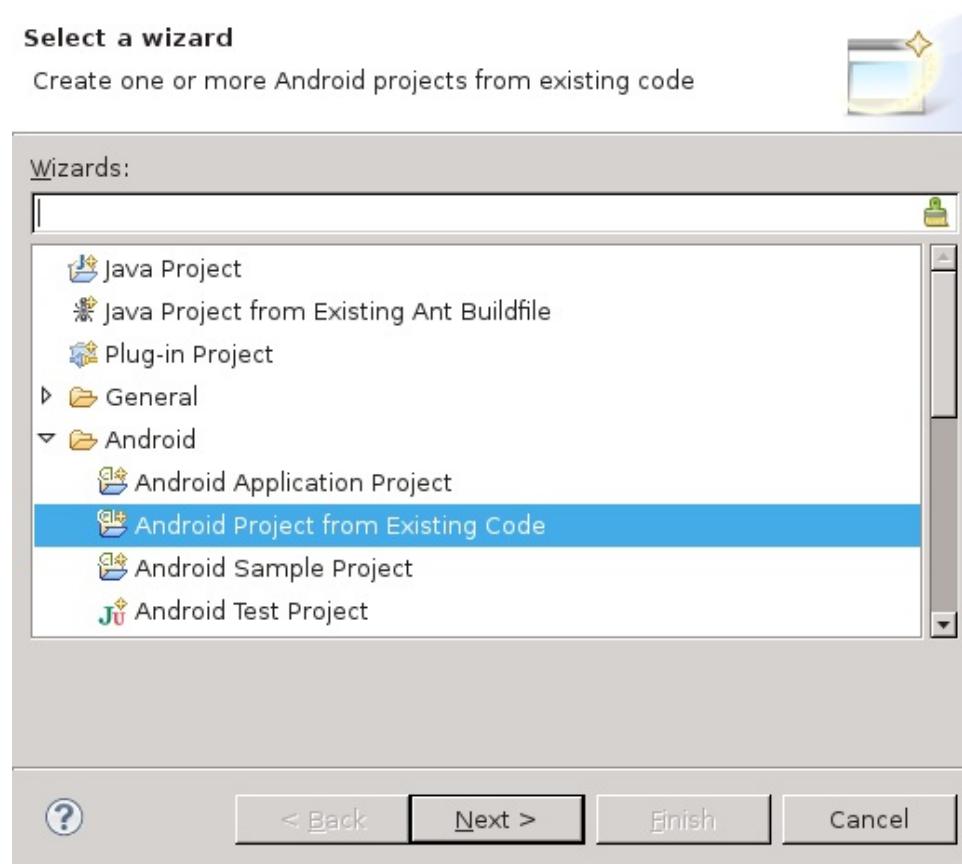 Select a wizard
Create one or more Android projects from existing code
Wizards:
Java Project
Java Project from Existing Ant Buildfile
Plug-in Project
General
Android
Android Application Project
Android Project from Existing Code
Android Sample Project
Android Test Project
< Back Next > Finish Cancel